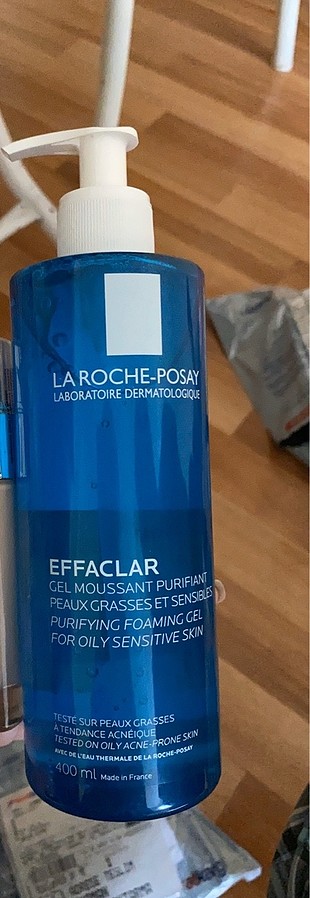 LA ROCHE-POSAY
LABORATOIRE DERMATOLOGIQUE
EFFACLAR
GEL MOUSSANT PURIFIANT
PEAUX GRASSES ET SENSIBLES
PURIFYING FOAMING GEL
FOR OILY SENSITIVE SKIN
TESTÉ SUR PEAUX GRASSES
À TENDANCE ACNÉIQUE
TESTED ON OILY ACNE-PRONE SKIN
AVEC DE L'EAU THERMALE DE LA ROCHE-POSAY
400 ml Made in France